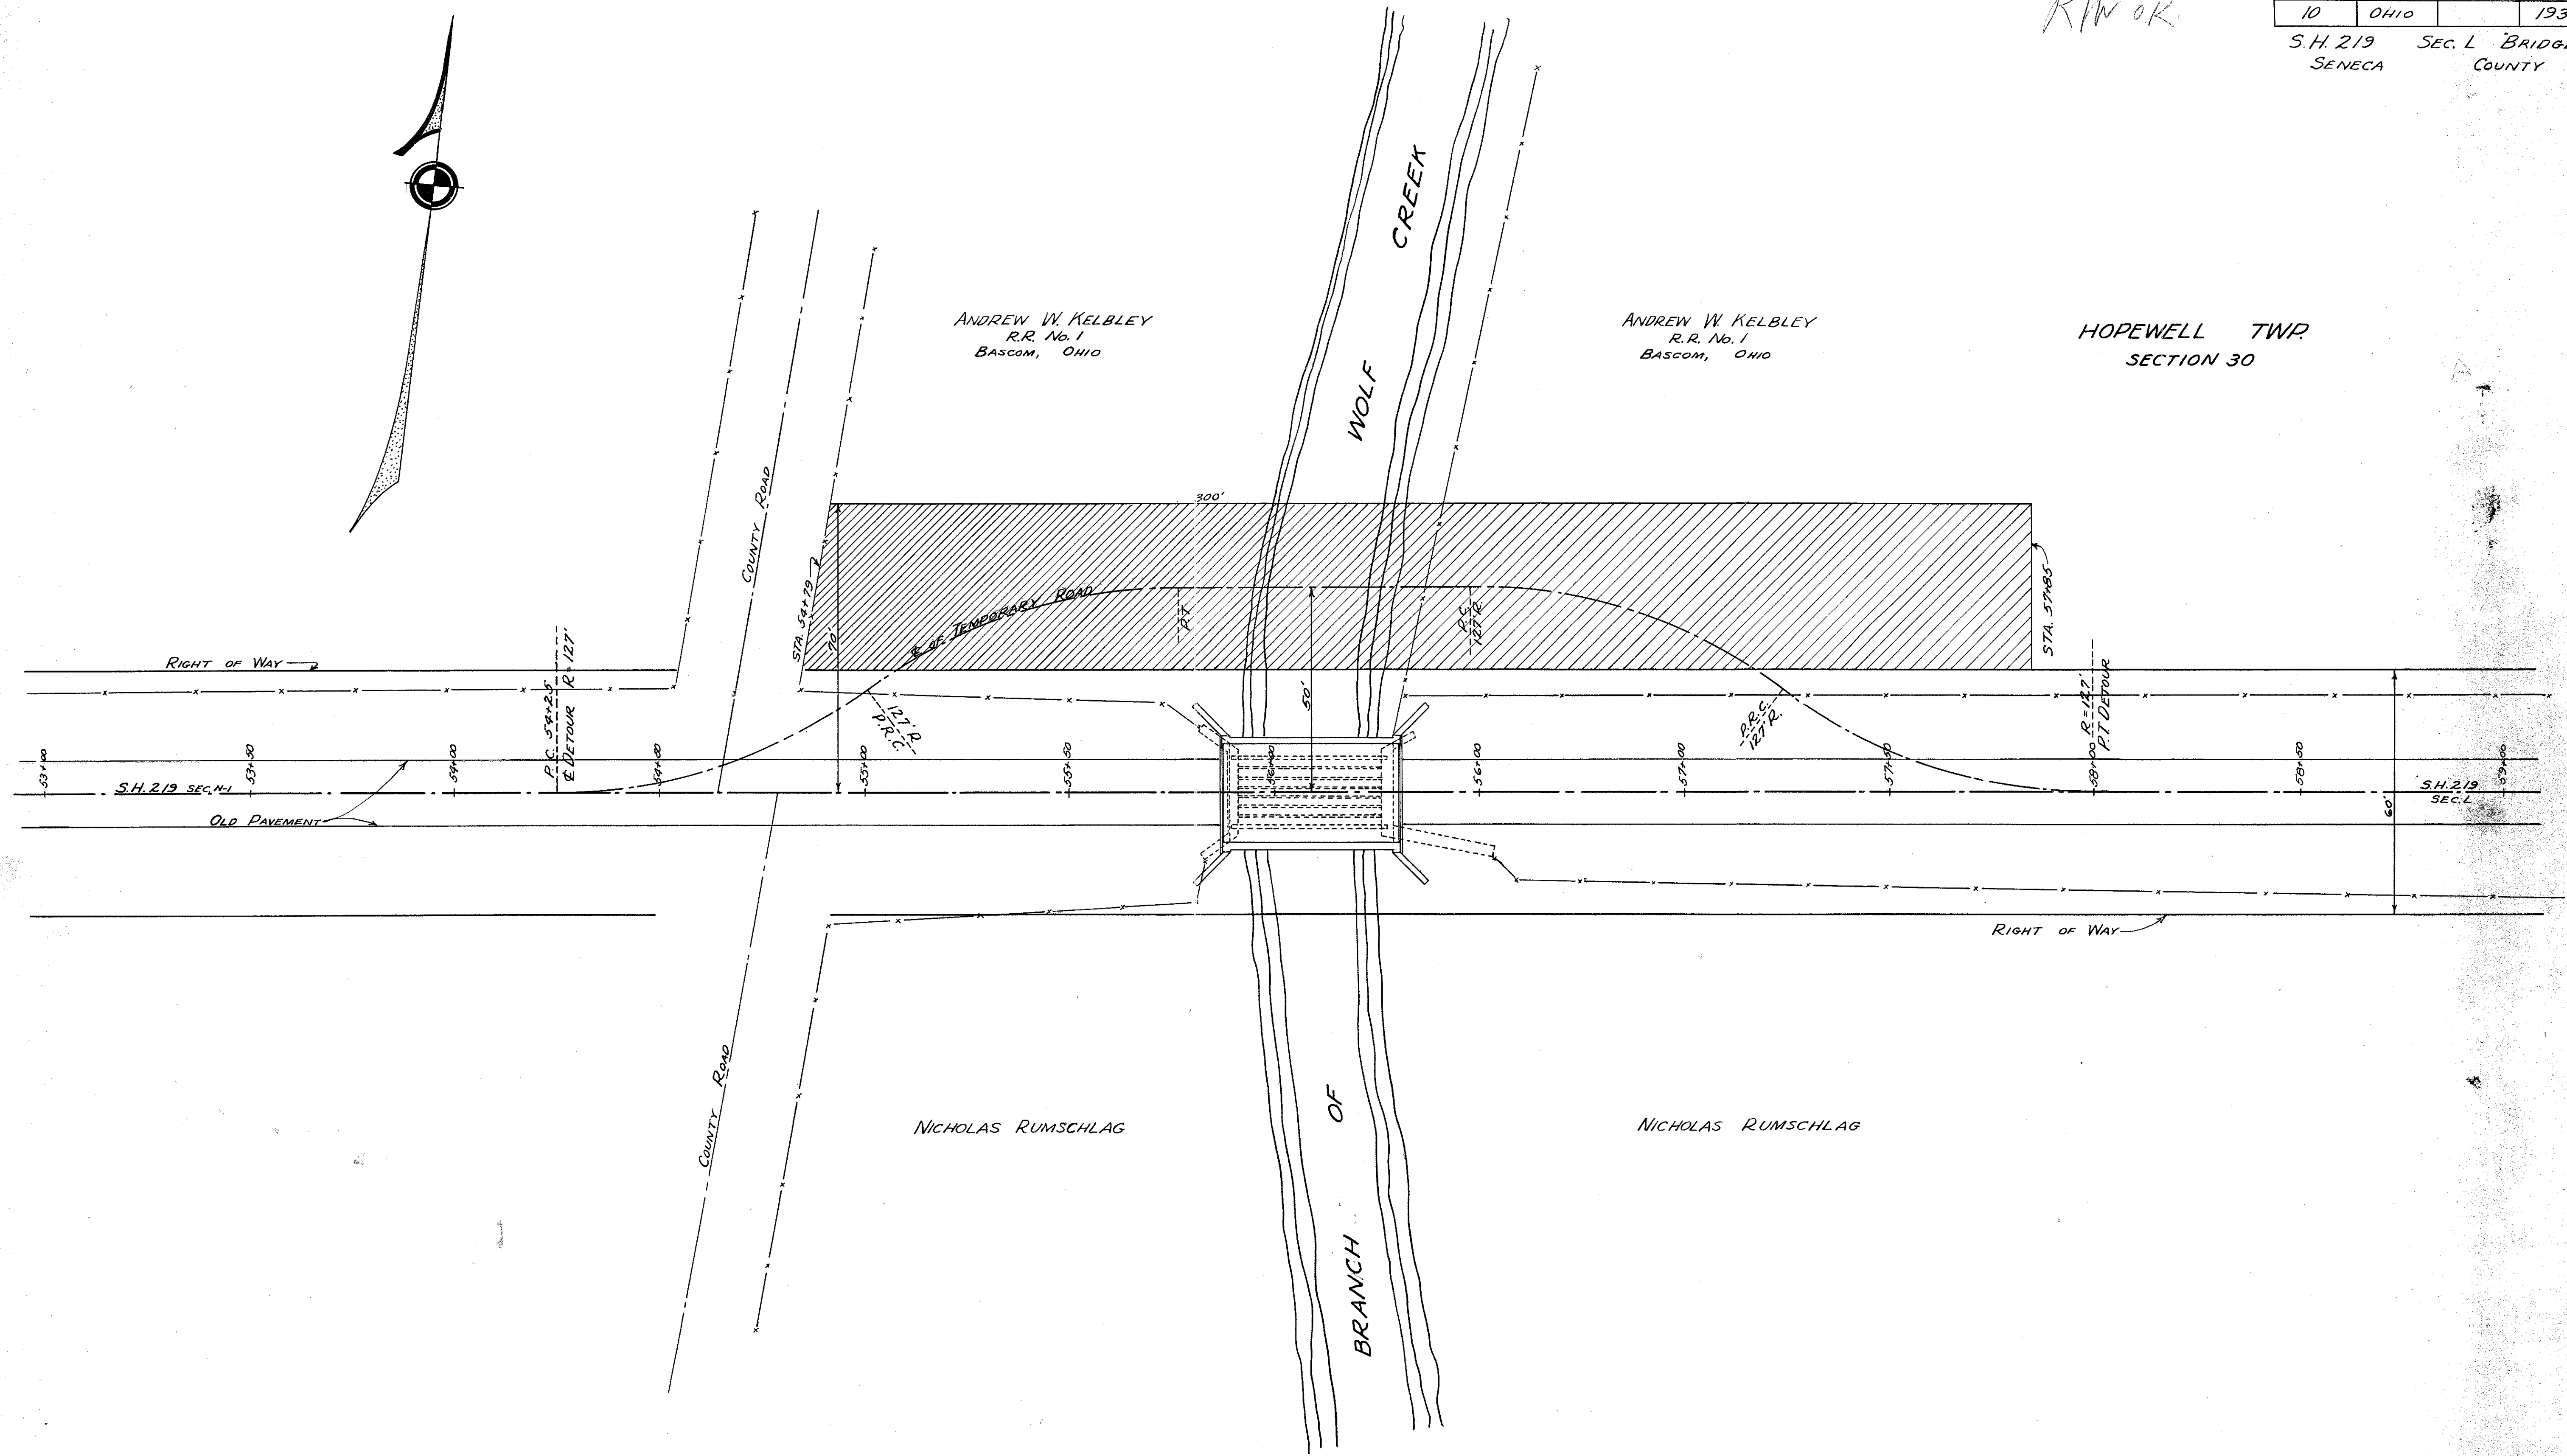 R/W O.K.
10 OHIO 193
S.H. 219 SEC. L BRIDGE
SENECA COUNTY
CREEK
WOLF
ANDREW W. KELBLEY
R.R. No. 1
BASCOM, OHIO
ANDREW W. KELBLEY
R.R. No. 1
BASCOM, OHIO
HOPEWELL TWP.
SECTION 30
300'
COUNTY ROAD
STA. 54+79
70'
℄ OF TEMPORARY ROAD
P.T.
P.C.
127' R.
STA. 57+85
RIGHT OF WAY
P.C. 54+25
℄ DETOUR R=127'
127' R
P.R.C.
50'
P.R.C.
127' R.
R=127'
P.T. DETOUR
53+00
53+50
54+00
54+50
55+00
55+50
56+00
56+00
57+00
57+50
58+00
58+50
59+00
S.H. 219 SEC. N-1
S.H. 219
SEC. L
OLD PAVEMENT
60'
RIGHT OF WAY
COUNTY ROAD
NICHOLAS RUMSCHLAG
NICHOLAS RUMSCHLAG
OF
BRANCH